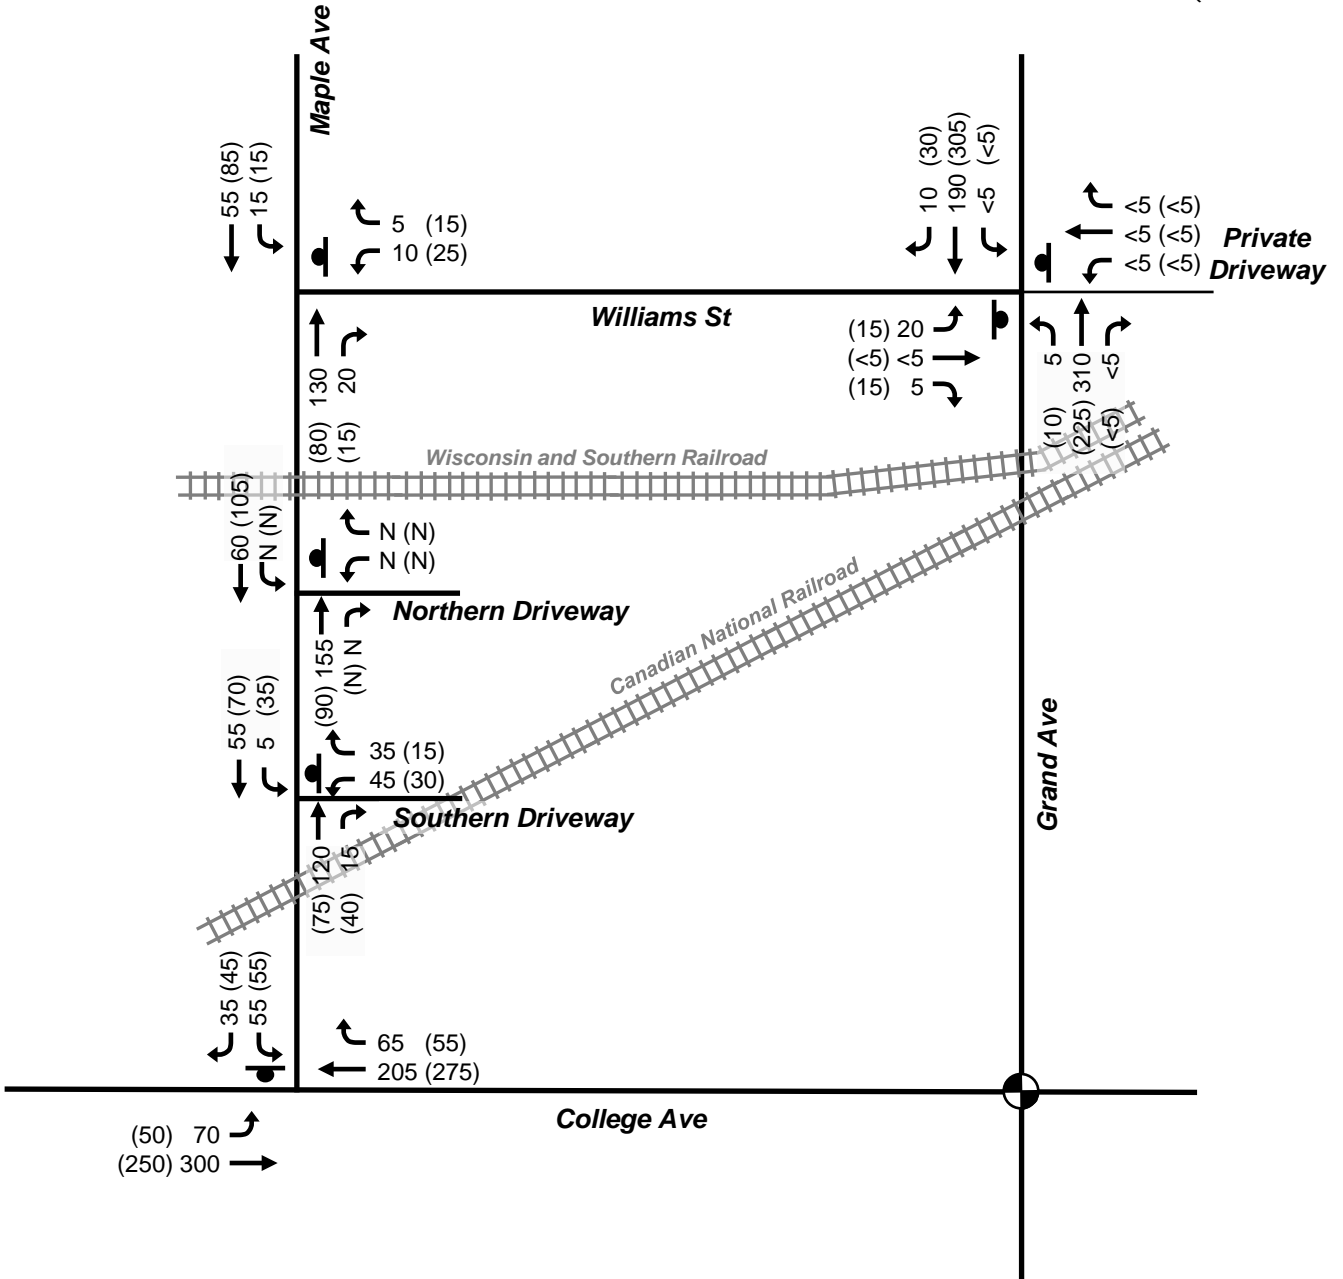 Maple Ave
55 (85)
15 (15)
5 (15)
10 (25)
10 (30)
190 (305)
<5 (<5)
<5 (<5)
<5 (<5)
<5 (<5)
Private
Driveway
Williams St
(15) 20
(<5) <5
(15) 5
(80) 130
(15) 20
(10) 5
(225) 310
(<5) <5
Wisconsin and Southern Railroad
60 (105)
N (N)
N (N)
N (N)
Northern Driveway
(90) 155
(N) N
Canadian National Railroad
55 (70)
5 (35)
35 (15)
45 (30)
Southern Driveway
Grand Ave
(75) 120
(40) 15
35 (45)
55 (55)
65 (55)
205 (275)
College Ave
(50) 70
(250) 300